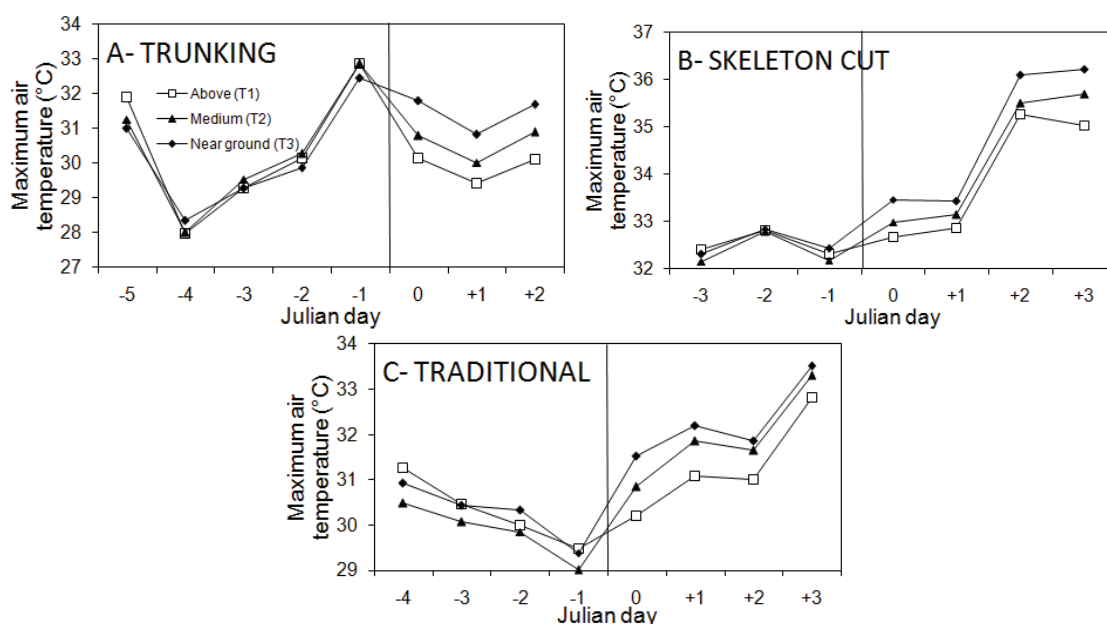 A- TRUNKING
Maximum air
temperature (°C)
34
33
32
31
30
29
28
27
Above (T1)
Medium (T2)
Near ground (T3)
-5 -4 -3 -2 -1 0 +1 +2
Julian day
B- SKELETON CUT
Maximum air
temperature (°C)
37
36
35
33
32
-3 -2 -1 0 +1 +2 +3
Julian day
C- TRADITIONAL
Maximum air
temperature (°C)
34
33
32
31
30
29
-4 -3 -2 -1 0 +1 +2 +3
Julian day